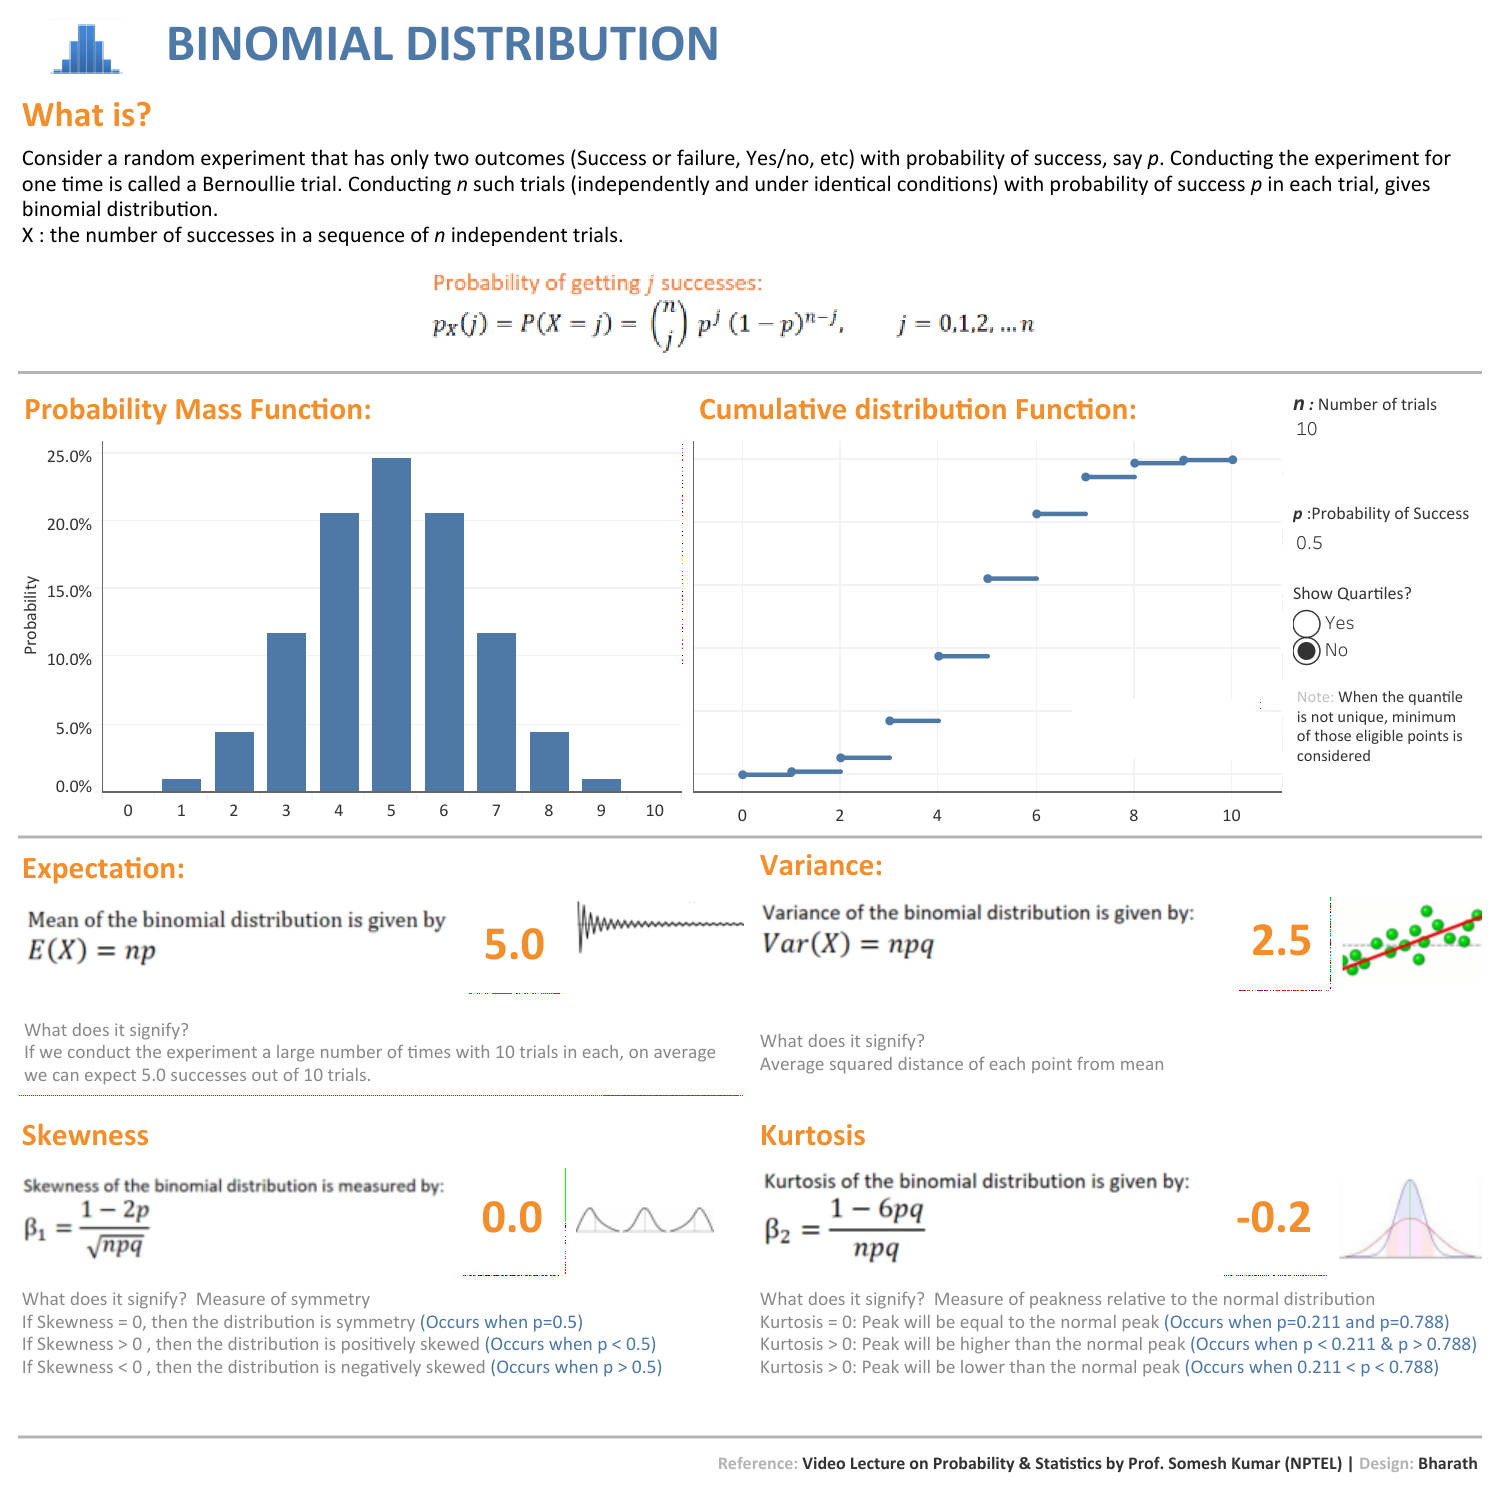 BINOMIAL DISTRIBUTION
What is?
Consider a random experiment that has only two outcomes (Success or failure, Yes/no, etc) with probability of success, say p. Conducting the experiment for
one time is called a Bernoullie trial. Conducting n such trials (independently and under identical conditions) with probability of success p in each trial, gives
binomial distribution.
X : the number of successes in a sequence of n independent trials.
Probability of getting j successes:
pₓ(j) = P(X = j) = (n j) p^j (1 − p)^(n−j), j = 0,1,2, ... n
Probability Mass Function:
25.0%
20.0%
15.0%
10.0%
5.0%
0.0%
Probability
0 1 2 3 4 5 6 7 8 9 10
Cumulative distribution Function:
0 2 4 6 8 10
n : Number of trials
10
p :Probability of Success
0.5
Show Quartiles?
Yes
No
Note: When the quantile
is not unique, minimum
of those eligible points is
considered
Expectation:
Mean of the binomial distribution is given by
E(X) = np
5.0
What does it signify?
If we conduct the experiment a large number of times with 10 trials in each, on average
we can expect 5.0 successes out of 10 trials.
Variance:
Variance of the binomial distribution is given by:
Var(X) = npq
2.5
What does it signify?
Average squared distance of each point from mean
Skewness
Skewness of the binomial distribution is measured by:
β₁ = (1 − 2p) / √npq
0.0
What does it signify? Measure of symmetry
If Skewness = 0, then the distribution is symmetry (Occurs when p=0.5)
If Skewness > 0 , then the distribution is positively skewed (Occurs when p < 0.5)
If Skewness < 0 , then the distribution is negatively skewed (Occurs when p > 0.5)
Kurtosis
Kurtosis of the binomial distribution is given by:
β₂ = (1 − 6pq) / npq
-0.2
What does it signify? Measure of peakness relative to the normal distribution
Kurtosis = 0: Peak will be equal to the normal peak (Occurs when p=0.211 and p=0.788)
Kurtosis > 0: Peak will be higher than the normal peak (Occurs when p < 0.211 & p > 0.788)
Kurtosis > 0: Peak will be lower than the normal peak (Occurs when 0.211 < p < 0.788)
Reference: Video Lecture on Probability & Statistics by Prof. Somesh Kumar (NPTEL) | Design: Bharath